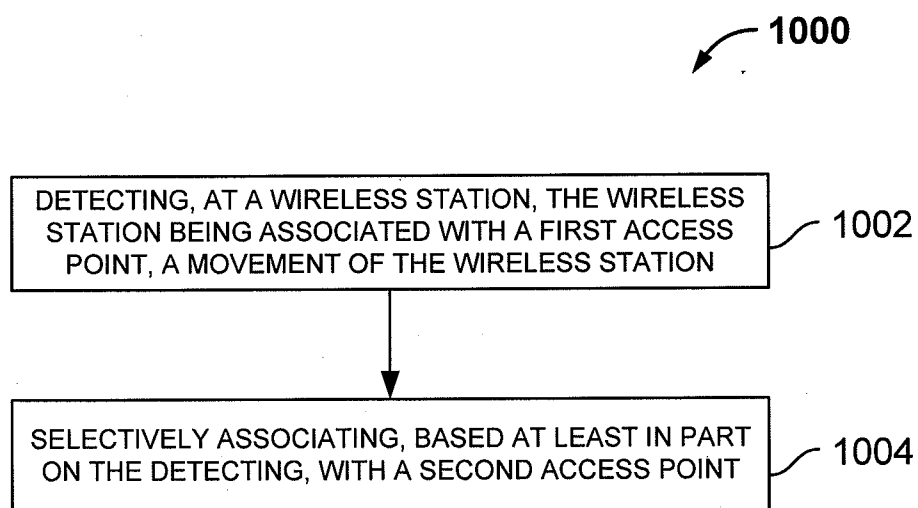 1000
DETECTING, AT A WIRELESS STATION, THE WIRELESS
STATION BEING ASSOCIATED WITH A FIRST ACCESS
POINT, A MOVEMENT OF THE WIRELESS STATION
1002
SELECTIVELY ASSOCIATING, BASED AT LEAST IN PART
ON THE DETECTING, WITH A SECOND ACCESS POINT
1004